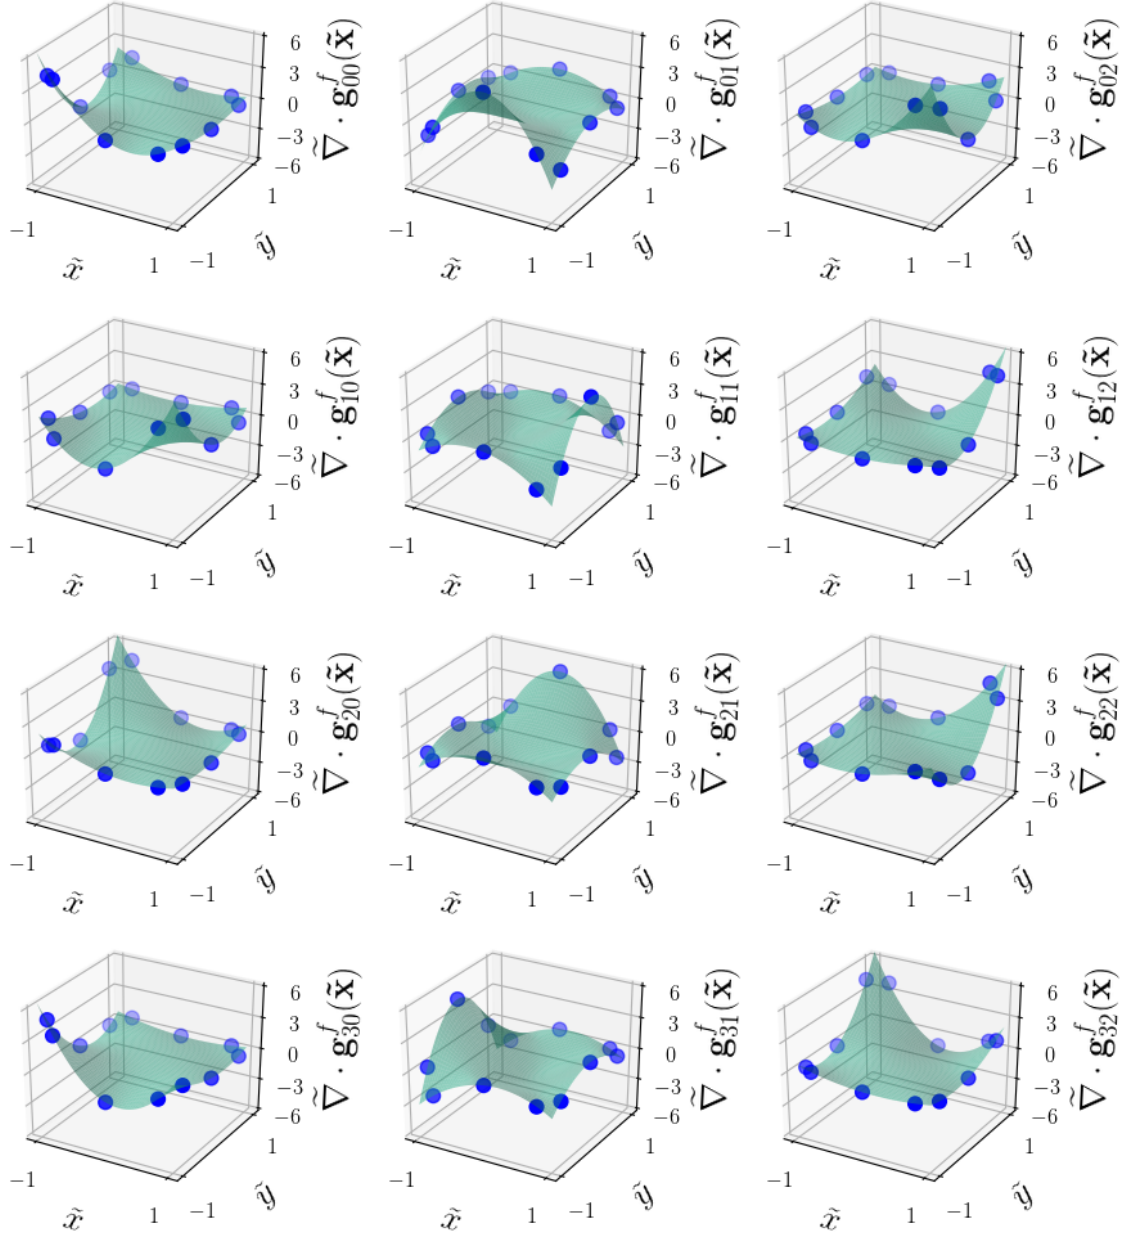 6 3 0 −3 −6 −1 1 −1 1 x̃ ỹ ∇̃ · g^f_00(x̃)
6 3 0 −3 −6 −1 1 −1 1 x̃ ỹ ∇̃ · g^f_01(x̃)
6 3 0 −3 −6 −1 1 −1 1 x̃ ỹ ∇̃ · g^f_02(x̃)
6 3 0 −3 −6 −1 1 −1 1 x̃ ỹ ∇̃ · g^f_10(x̃)
6 3 0 −3 −6 −1 1 −1 1 x̃ ỹ ∇̃ · g^f_11(x̃)
6 3 0 −3 −6 −1 1 −1 1 x̃ ỹ ∇̃ · g^f_12(x̃)
6 3 0 −3 −6 −1 1 −1 1 x̃ ỹ ∇̃ · g^f_20(x̃)
6 3 0 −3 −6 −1 1 −1 1 x̃ ỹ ∇̃ · g^f_21(x̃)
6 3 0 −3 −6 −1 1 −1 1 x̃ ỹ ∇̃ · g^f_22(x̃)
6 3 0 −3 −6 −1 1 −1 1 x̃ ỹ ∇̃ · g^f_30(x̃)
6 3 0 −3 −6 −1 1 −1 1 x̃ ỹ ∇̃ · g^f_31(x̃)
6 3 0 −3 −6 −1 1 −1 1 x̃ ỹ ∇̃ · g^f_32(x̃)